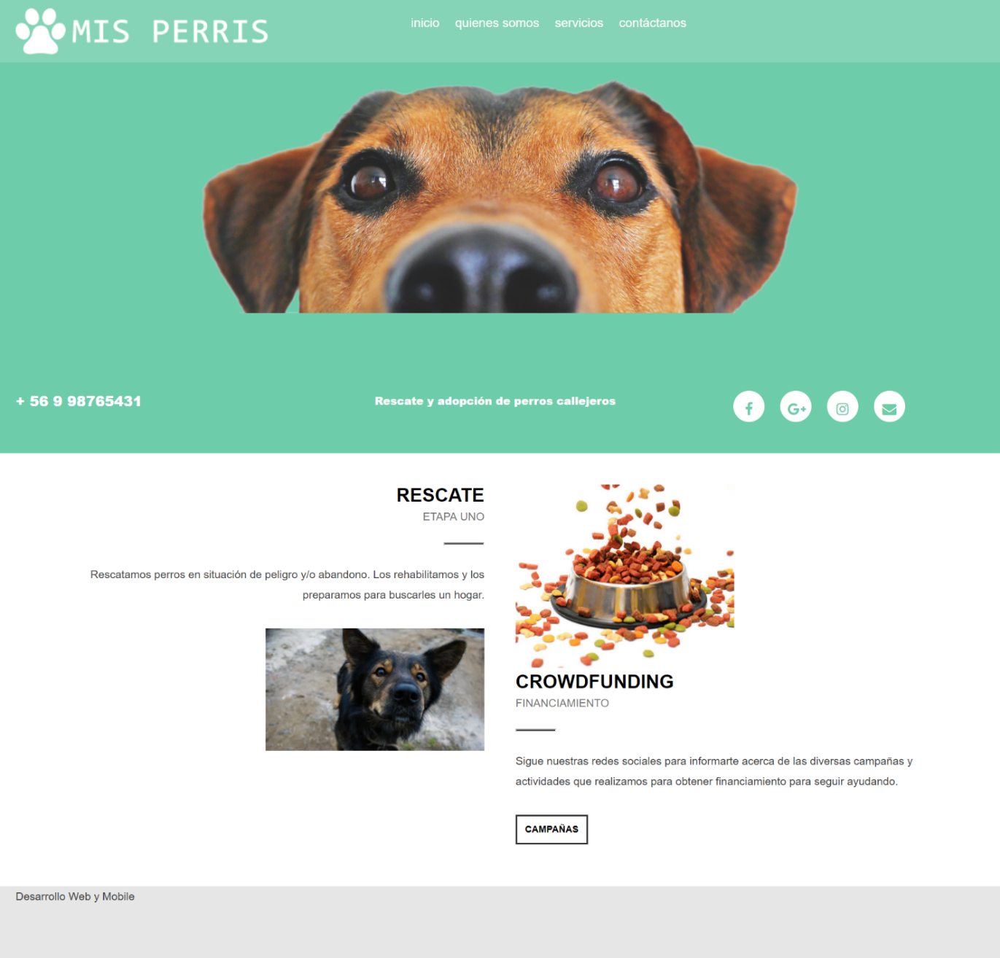 MIS PERRIS
inicio quienes somos servicios contáctanos
+ 56 9 98765431
Rescate y adopción de perros callejeros
RESCATE
ETAPA UNO
Rescatamos perros en situación de peligro y/o abandono. Los rehabilitamos y los
preparamos para buscarles un hogar.
CROWDFUNDING
FINANCIAMIENTO
Sigue nuestras redes sociales para informarte acerca de las diversas campañas y
actividades que realizamos para obtener financiamiento para seguir ayudando.
CAMPAÑAS
Desarrollo Web y Mobile